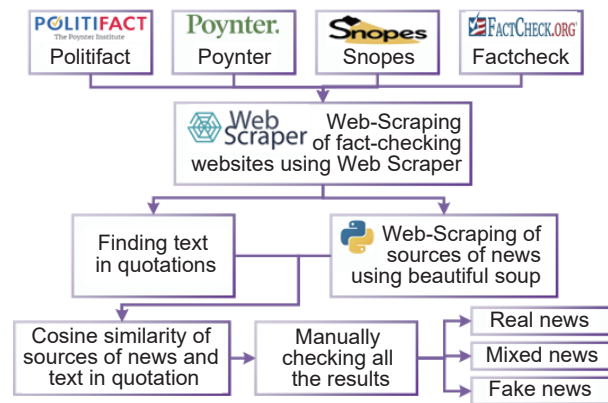 POLITIFACT
The Poynter Institute
Politifact
Poynter.
Poynter
Snopes
Snopes
FACTCHECK.ORG
Factcheck
Web
Scraper
Web-Scraping
of fact-checking
websites using Web Scraper
Finding text
in quotations
Web-Scraping of
sources of news
using beautiful soup
Cosine similarity of
sources of news and
text in quotation
Manually
checking all
the results
Real news
Mixed news
Fake news